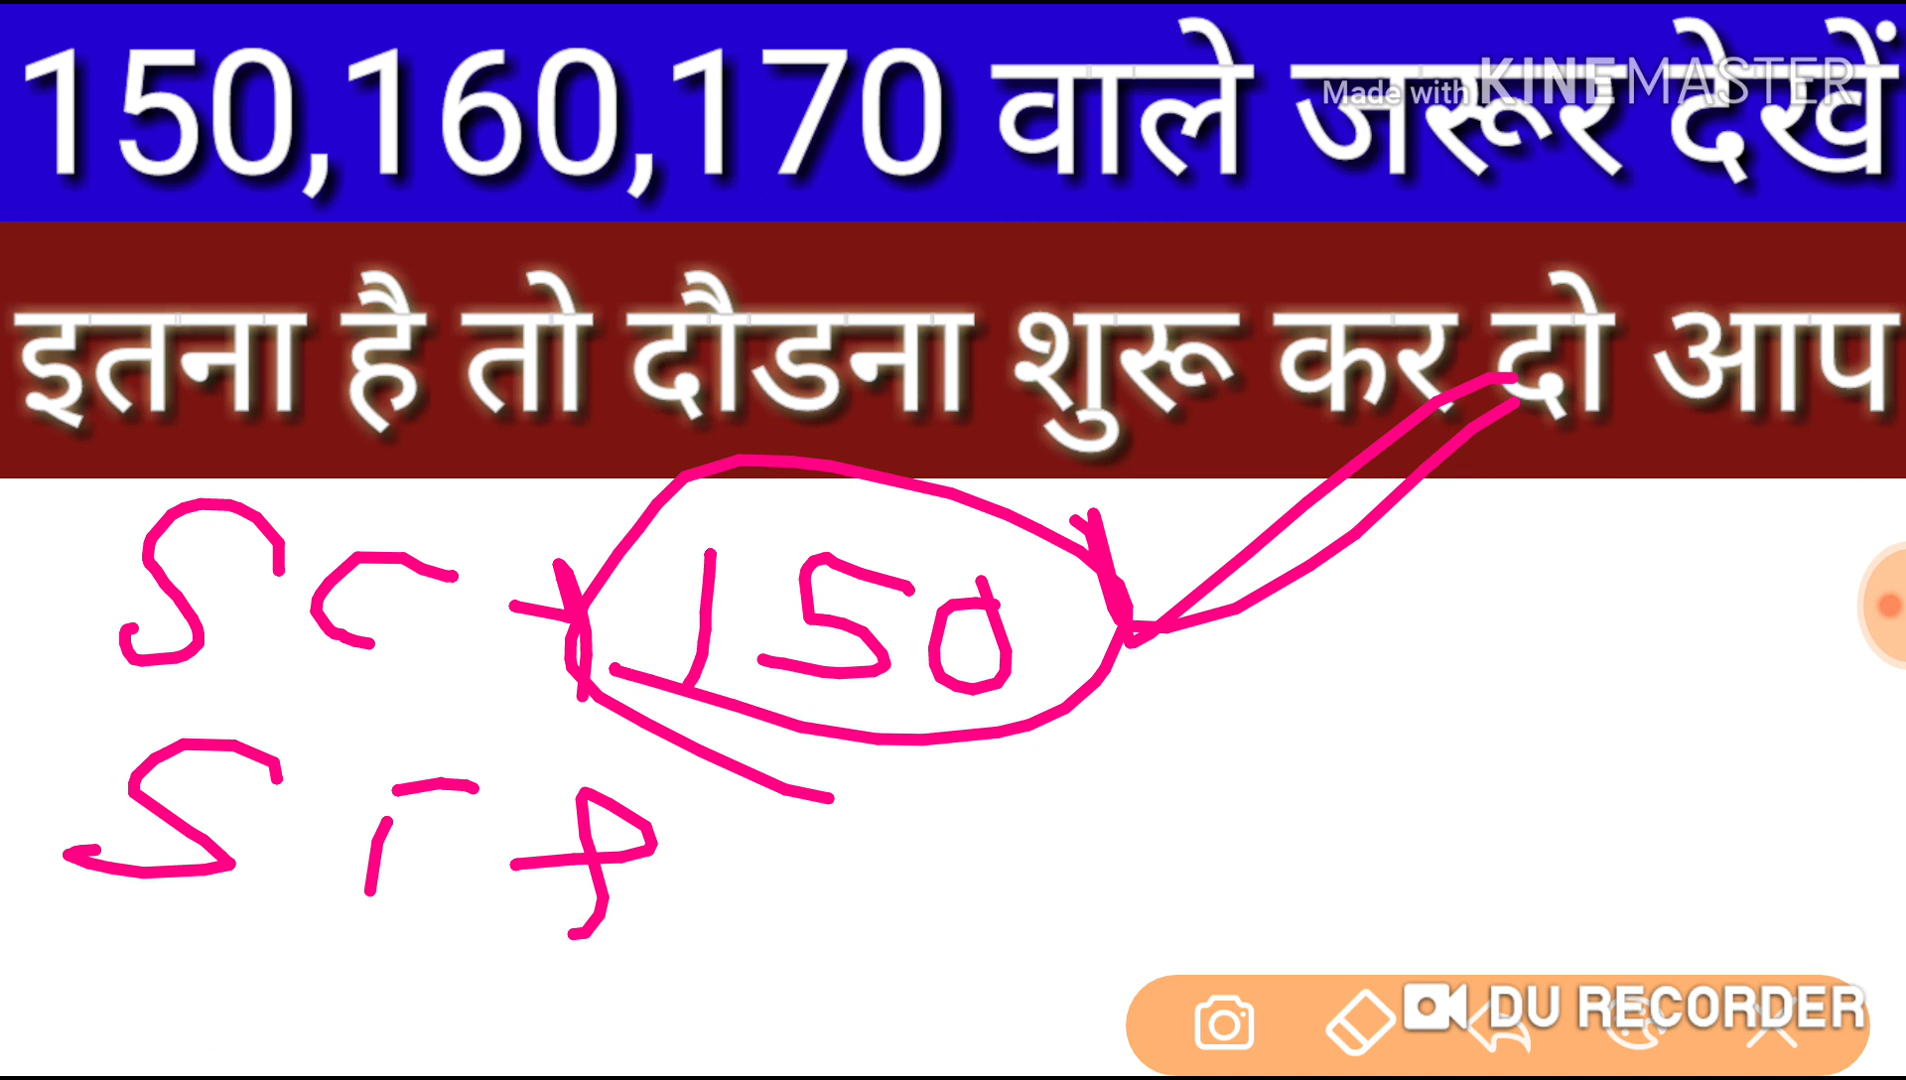 150,160,170 वाले जरूर देखें
Made with KINEMASTER
इतना है तो दौडना शुरू कर दो आप
SC - 150
ST
DU RECORDER